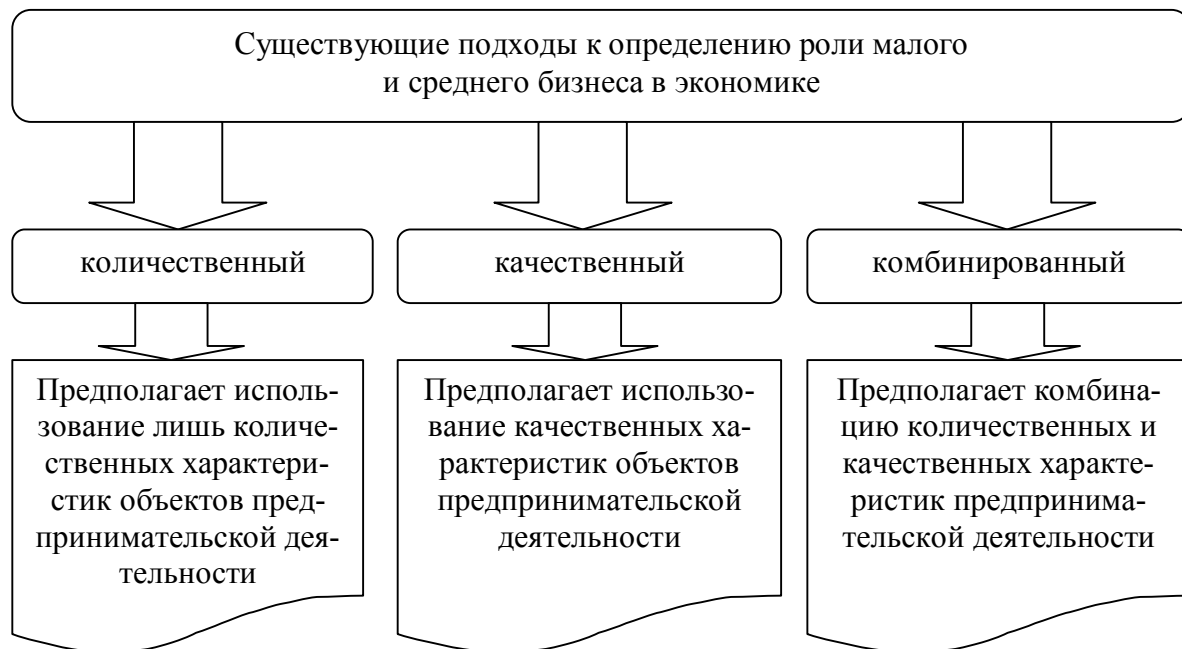 Существующие подходы к определению роли малого
и среднего бизнеса в экономике
количественный
качественный
комбинированный
Предполагает исполь-
зование лишь количе-
ственных характери-
стик объектов пред-
принимательской дея-
тельности
Предполагает использо-
вание качественных ха-
рактеристик объектов
предпринимательской
деятельности
Предполагает комбина-
цию количественных и
качественных характе-
ристик предпринима-
тельской деятельности